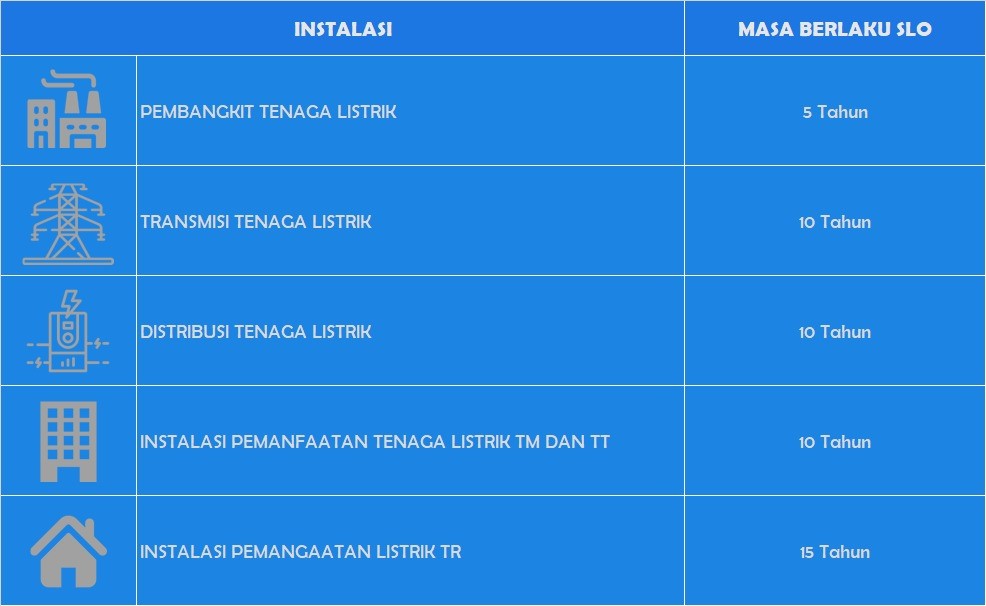 INSTALASI
MASA BERLAKU SLO
PEMBANGKIT TENAGA LISTRIK
5 Tahun
TRANSMISI TENAGA LISTRIK
10 Tahun
DISTRIBUSI TENAGA LISTRIK
10 Tahun
INSTALASI PEMANFAATAN TENAGA LISTRIK TM DAN TT
10 Tahun
INSTALASI PEMANGAATAN LISTRIK TR
15 Tahun